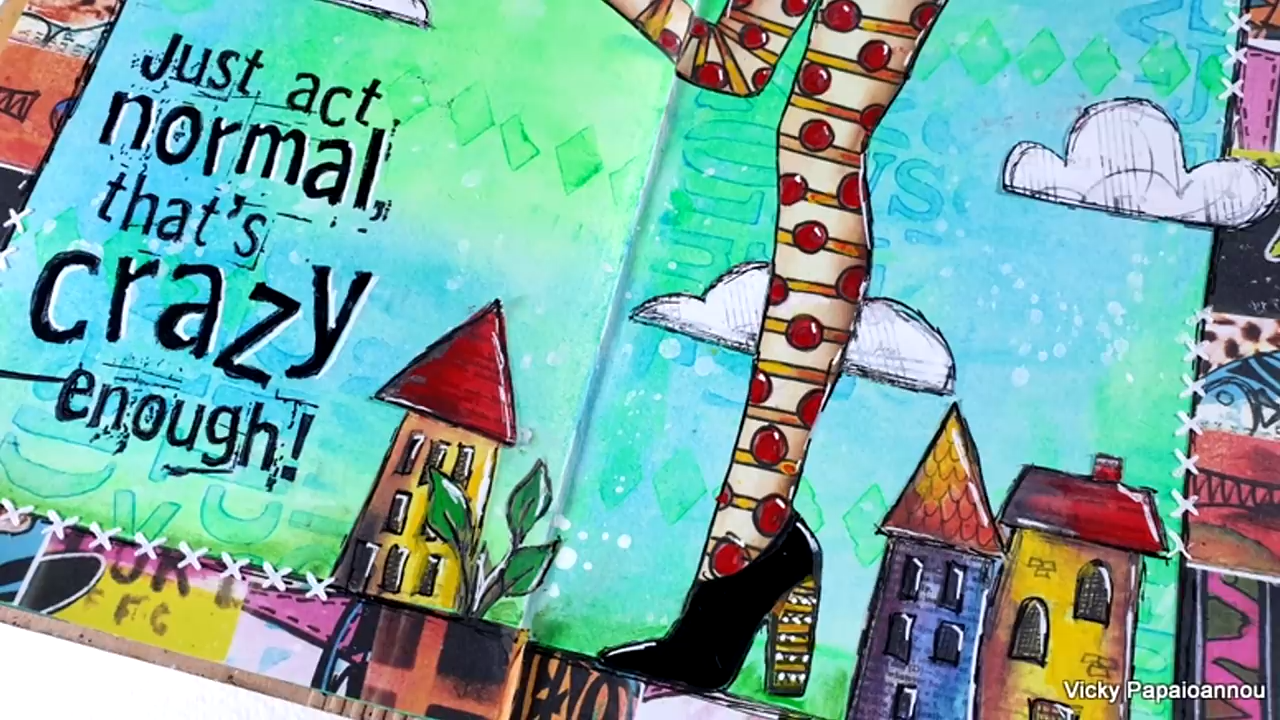 Just act
normal,
that's
crazy
enough!
Vicky Papaioannou